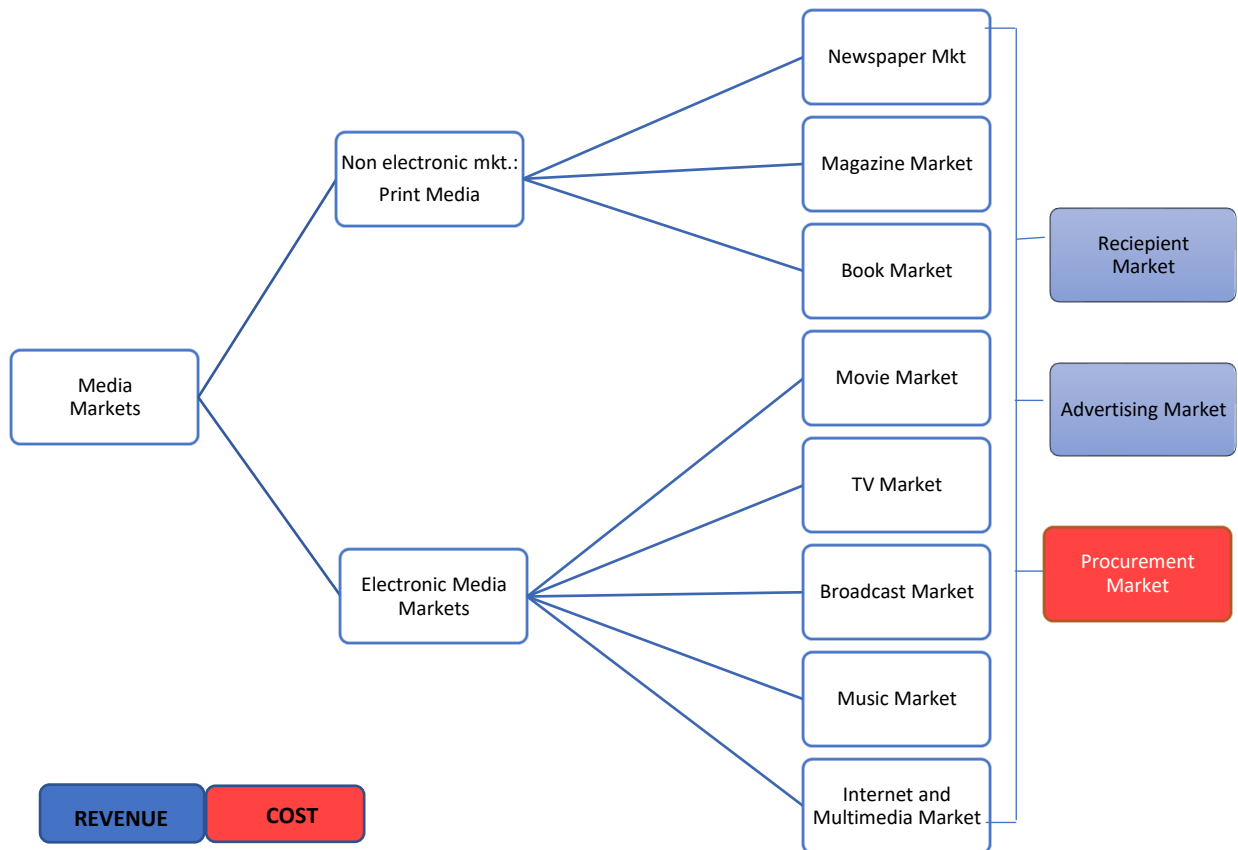 Newspaper Mkt
Non electronic mkt.:
Print Media
Magazine Market
Book Market
Reciepient
Market
Media
Markets
Movie Market
Advertising Market
TV Market
Electronic Media
Markets
Broadcast Market
Procurement
Market
Music Market
Internet and
Multimedia Market
REVENUE
COST